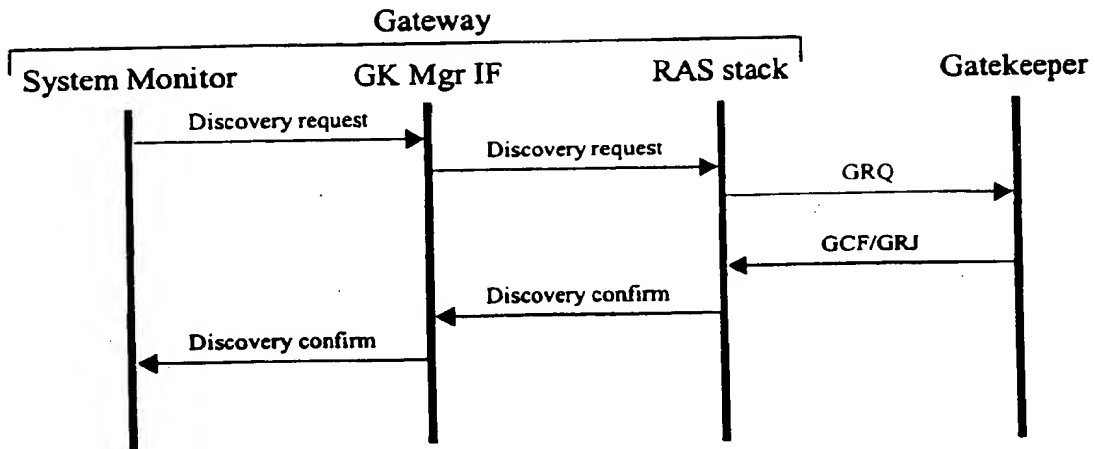 Gateway
System Monitor GK Mgr IF RAS stack Gatekeeper
Discovery request
Discovery request
GRQ
GCF/GRJ
Discovery confirm
Discovery confirm